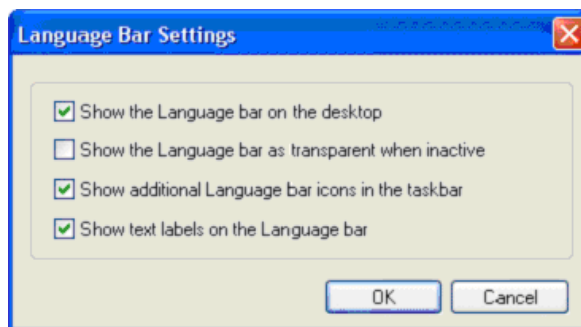 Language Bar Settings
Show the Language bar on the desktop
Show the Language bar as transparent when inactive
Show additional Language bar icons in the taskbar
Show text labels on the Language bar
OK
Cancel